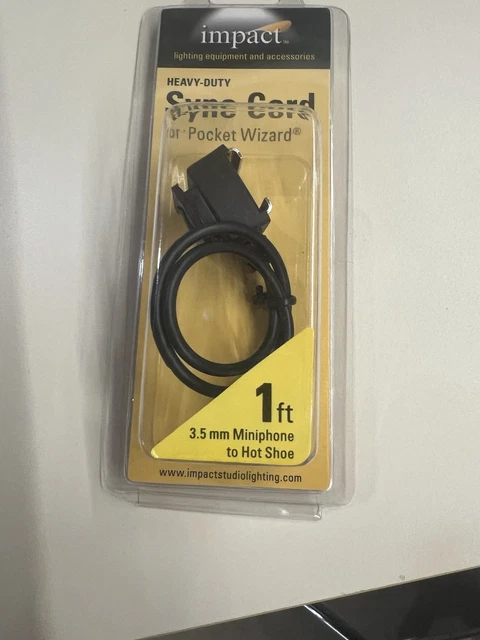 impact™
lighting equipment and accessories
HEAVY-DUTY
Sync Cord
for Pocket Wizard®
1ft
3.5 mm Miniphone
to Hot Shoe
www.impactstudiolighting.com